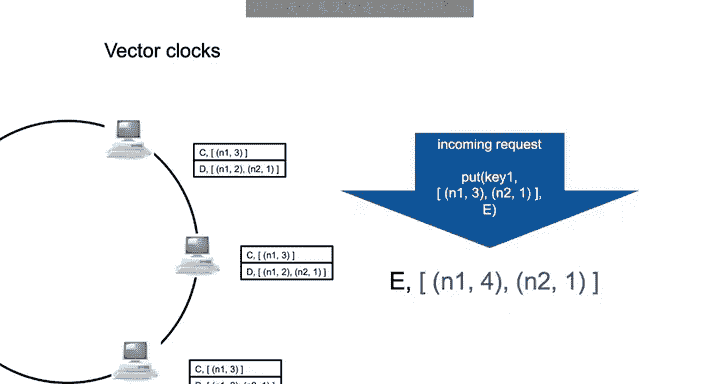 Vector clocks
incoming request
put(key1,
[ (n1, 3), (n2, 1) ],
E)
C, [ (n1, 3) ]
D, [ (n1, 2), (n2, 1) ]
C, [ (n1, 3) ]
D, [ (n1, 2), (n2, 1) ]
E, [ (n1, 4), (n2, 1) ]
C, [ (n1, 3) ]